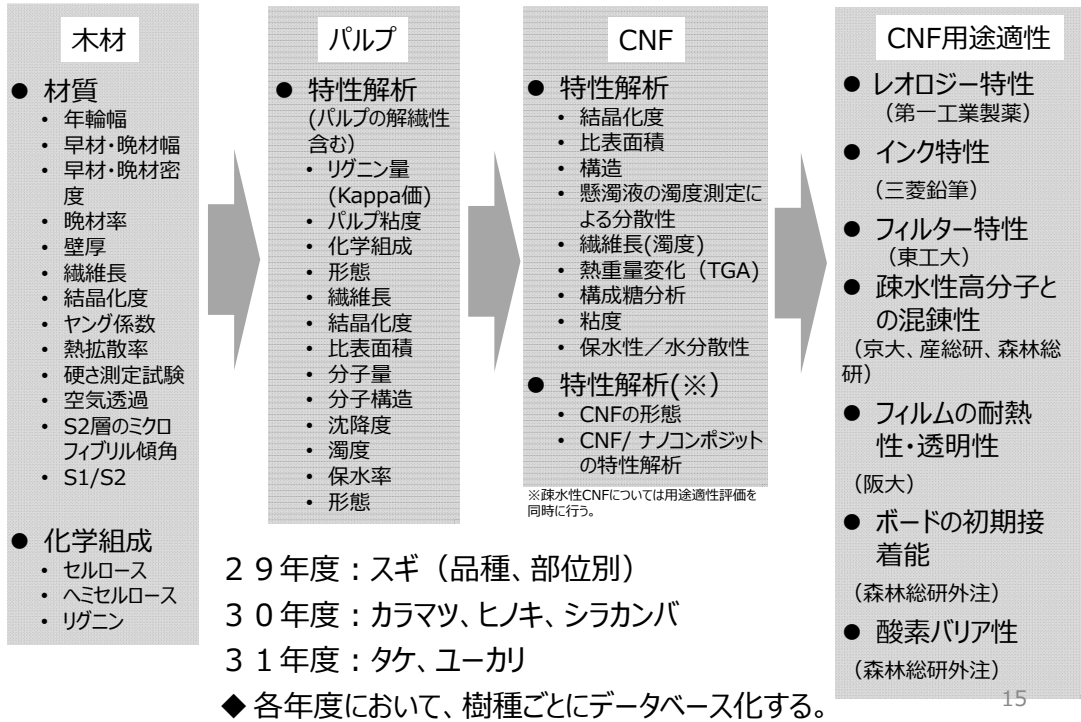 木材
● 材質
• 年輪幅
• 早材・晩材幅
• 早材・晩材密
度
• 晩材率
• 壁厚
• 繊維長
• 結晶化度
• ヤング係数
• 熱拡散率
• 硬さ測定試験
• 空気透過
• S2層のミクロ
フィブリル傾角
• S1/S2
● 化学組成
• セルロース
• ヘミセルロース
• リグニン
パルプ
● 特性解析
(パルプの解繊性
含む)
• リグニン量
(Kappa価)
• パルプ粘度
• 化学組成
• 形態
• 繊維長
• 結晶化度
• 比表面積
• 分子量
• 分子構造
• 沈降度
• 濁度
• 保水率
• 形態
CNF
● 特性解析
• 結晶化度
• 比表面積
• 構造
• 懸濁液の濁度測定に
よる分散性
• 繊維長(濁度)
• 熱重量変化（TGA)
• 構成糖分析
• 粘度
• 保水性／水分散性
● 特性解析(※)
• CNFの形態
• CNF/ ナノコンポジット
の特性解析
※疎水性CNFについては用途適性評価を
同時に行う。
CNF用途適性
● レオロジー特性
（第一工業製薬）
● インク特性
（三菱鉛筆）
● フィルター特性
（東工大）
● 疎水性高分子と
の混錬性
（京大、産総研、森林総
研）
● フィルムの耐熱
性・透明性
（阪大）
● ボードの初期接
着能
（森林総研外注）
● 酸素バリア性
（森林総研外注）
２９年度：スギ（品種、部位別）
３０年度：カラマツ、ヒノキ、シラカンバ
３１年度：タケ、ユーカリ
◆ 各年度において、樹種ごとにデータベース化する。
15